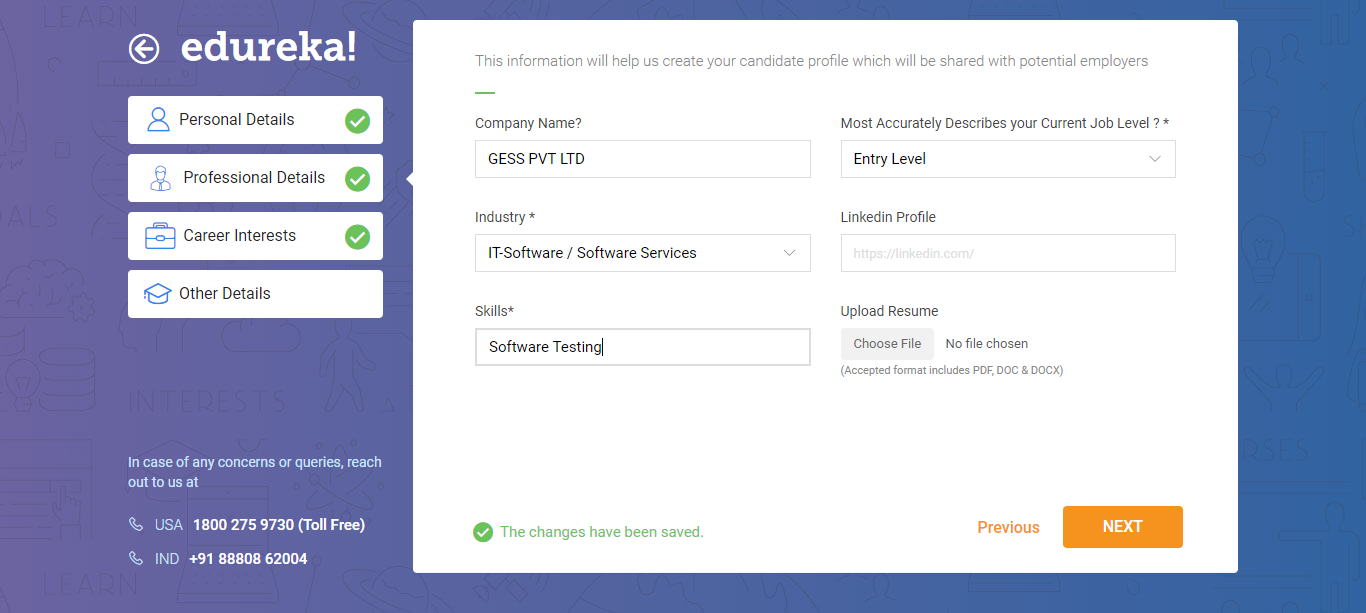 LEARN
edureka!
Personal Details
Professional Details
Career Interests
Other Details
INTERESTS
In case of any concerns or queries, reach
out to us at
USA 1800 275 9730 (Toll Free)
IND +91 88808 62004
LEARN
This information will help us create your candidate profile which will be shared with potential employers
Company Name?
GESS PVT LTD
Most Accurately Describes your Current Job Level ? *
Entry Level
Industry *
IT-Software / Software Services
Linkedin Profile
https://linkedin.com/
Skills*
Software Testing
Upload Resume
Choose File No file chosen
(Accepted format includes PDF, DOC & DOCX)
The changes have been saved.
Previous
NEXT